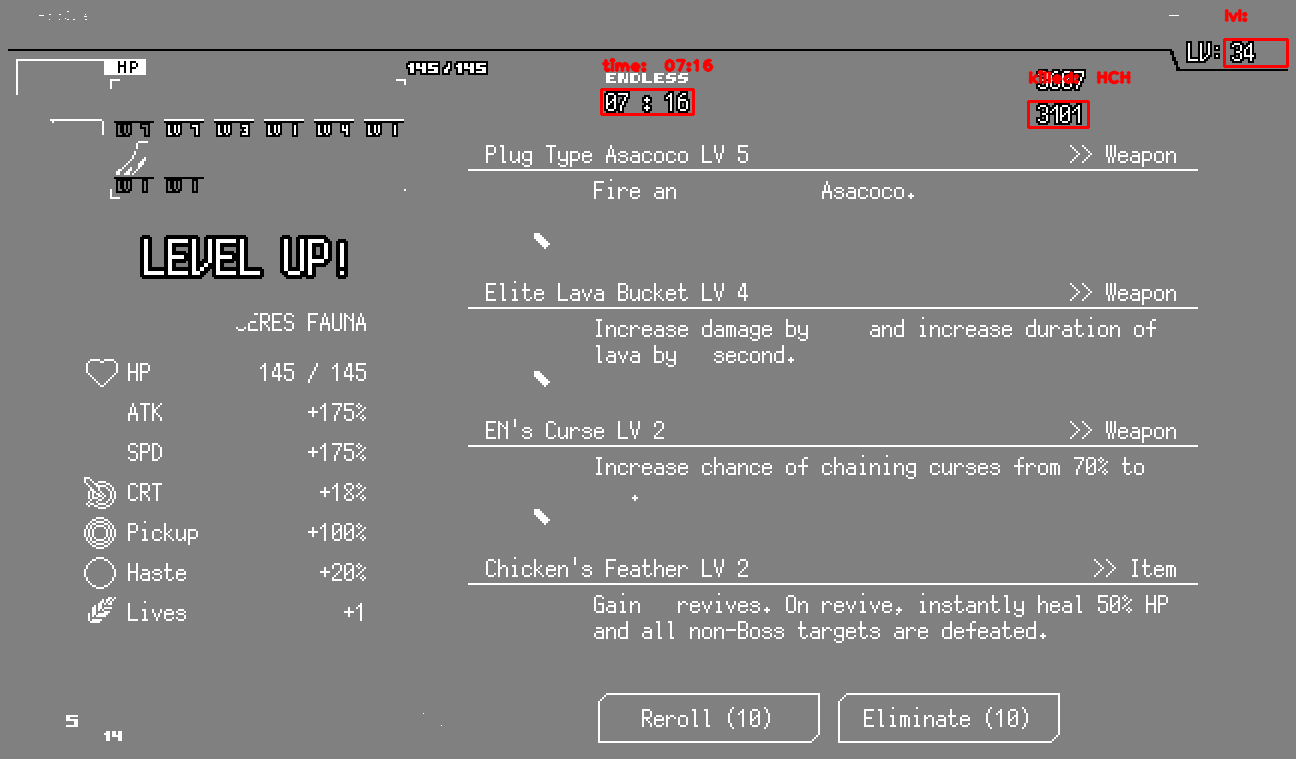 lvl:
HP
145/145
time: 07:16
ENDLESS
07 : 16
LV: 34
killed: HCH
3101
LV 7 LV 7 LV 3 LV 1 LV 4 LV 1
LV 1 LV 1
LEVEL UP!
ERES FAUNA
HP 145 / 145
ATK +175%
SPD +175%
CRT +18%
Pickup +100%
Haste +20%
Lives +1
5
14
Plug Type Asacoco LV 5 >> Weapon
Fire an Asacoco.
Elite Lava Bucket LV 4 >> Weapon
Increase damage by and increase duration of
lava by second.
EN's Curse LV 2 >> Weapon
Increase chance of chaining curses from 70% to
.
Chicken's Feather LV 2 >> Item
Gain revives. On revive, instantly heal 50% HP
and all non-Boss targets are defeated.
Reroll (10) Eliminate (10)